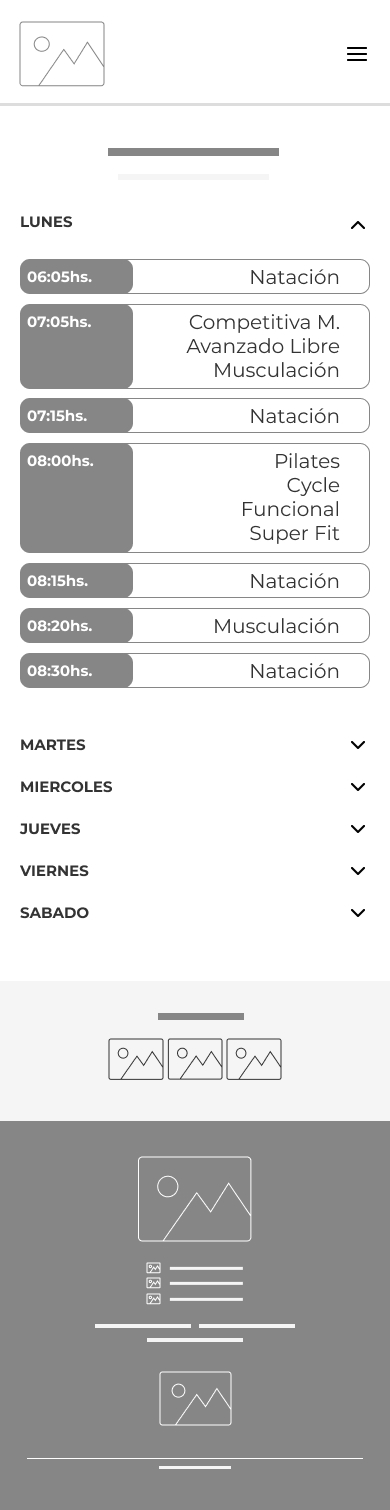 LUNES
06:05hs. Natación
07:05hs. Competitiva M.
Avanzado Libre
Musculación
07:15hs. Natación
08:00hs. Pilates
Cycle
Funcional
Super Fit
08:15hs. Natación
08:20hs. Musculación
08:30hs. Natación
MARTES
MIERCOLES
JUEVES
VIERNES
SABADO